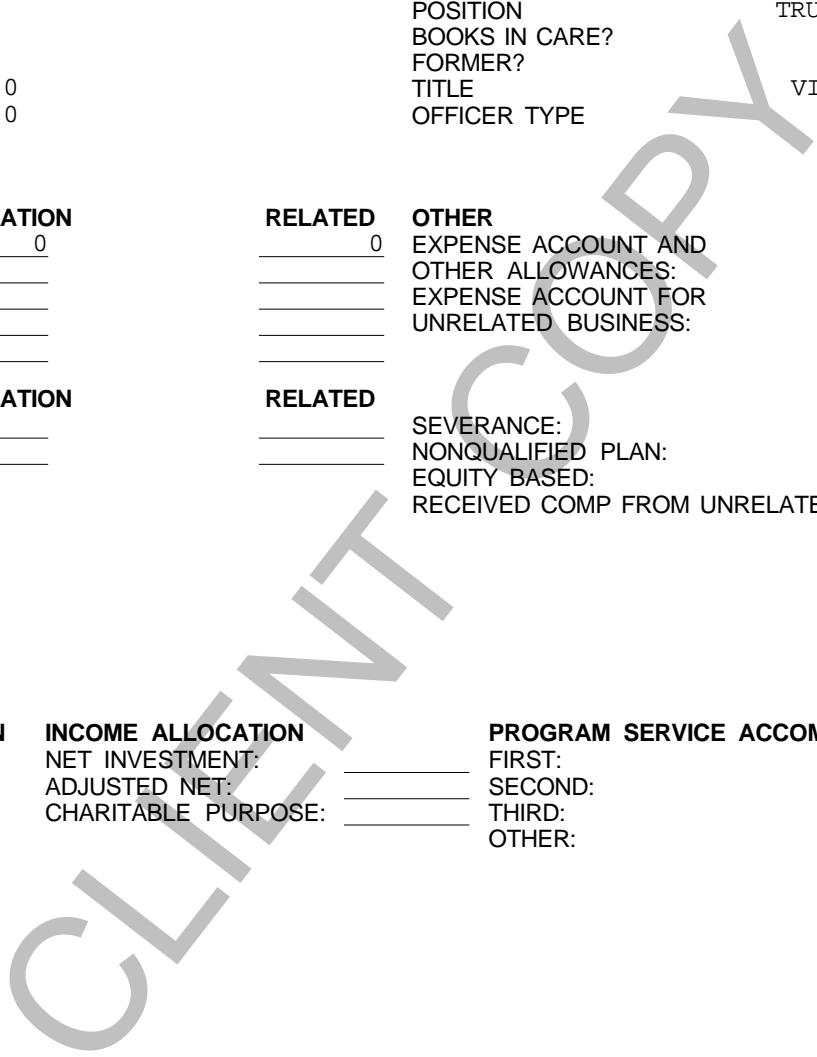 POSITION TRU
BOOKS IN CARE?
FORMER?
0 TITLE VI
0 OFFICER TYPE
ATION RELATED OTHER
0 0 EXPENSE ACCOUNT AND
OTHER ALLOWANCES:
EXPENSE ACCOUNT FOR
UNRELATED BUSINESS:
ATION RELATED
SEVERANCE:
NONQUALIFIED PLAN:
EQUITY BASED:
RECEIVED COMP FROM UNRELATE
N INCOME ALLOCATION PROGRAM SERVICE ACCOM
NET INVESTMENT: FIRST:
ADJUSTED NET: SECOND:
CHARITABLE PURPOSE: THIRD:
OTHER:
CLIENT COPY